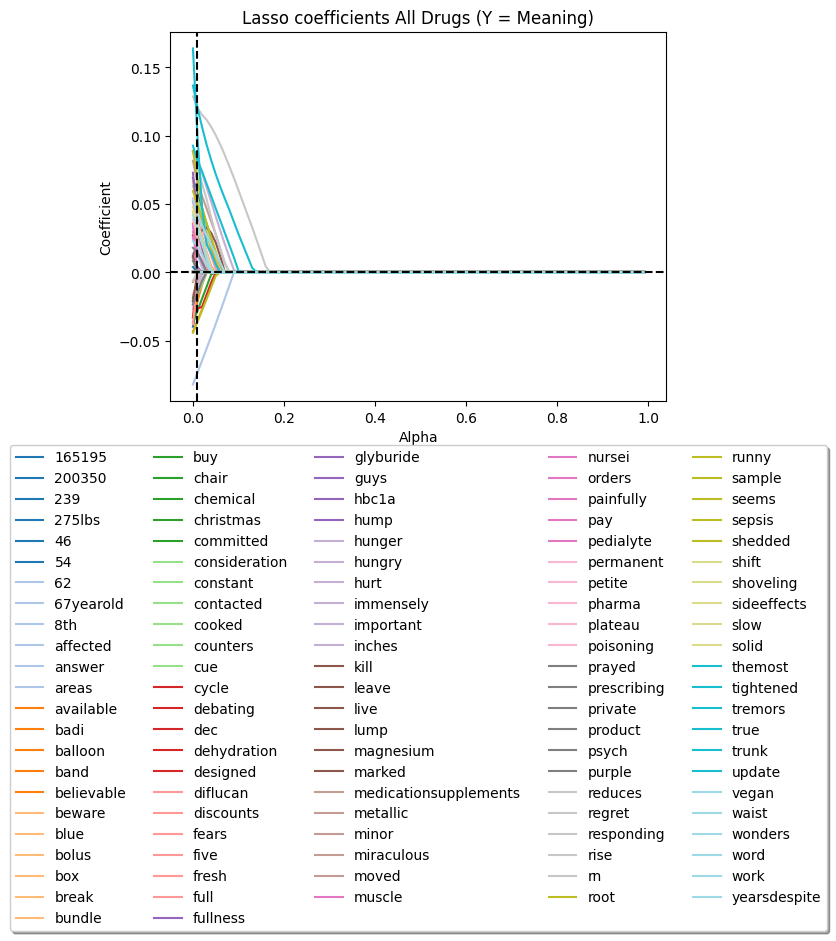 Lasso coefficients All Drugs (Y = Meaning)
0.15
0.10
0.05
0.00
−0.05
Coefficient
0.0 0.2 0.4 0.6 0.8 1.0
Alpha
165195 buy glyburide nursei runny
200350 chair guys orders sample
239 chemical hbc1a painfully seems
275lbs christmas hump pay sepsis
46 committed hunger pedialyte shedded
54 consideration hungry permanent shift
62 constant hurt petite shoveling
67yearold contacted immensely pharma sideeffects
8th cooked important plateau slow
affected counters inches poisoning solid
answer cue kill prayed themost
areas cycle leave prescribing tightened
available debating live private tremors
badi dec lump product true
balloon dehydration magnesium psych trunk
band designed marked purple update
believable diflucan medicationsupplements reduces vegan
beware discounts metallic regret waist
blue fears minor responding wonders
bolus five miraculous rise word
box fresh moved rn work
break full muscle root yearsdespite
bundle fullness